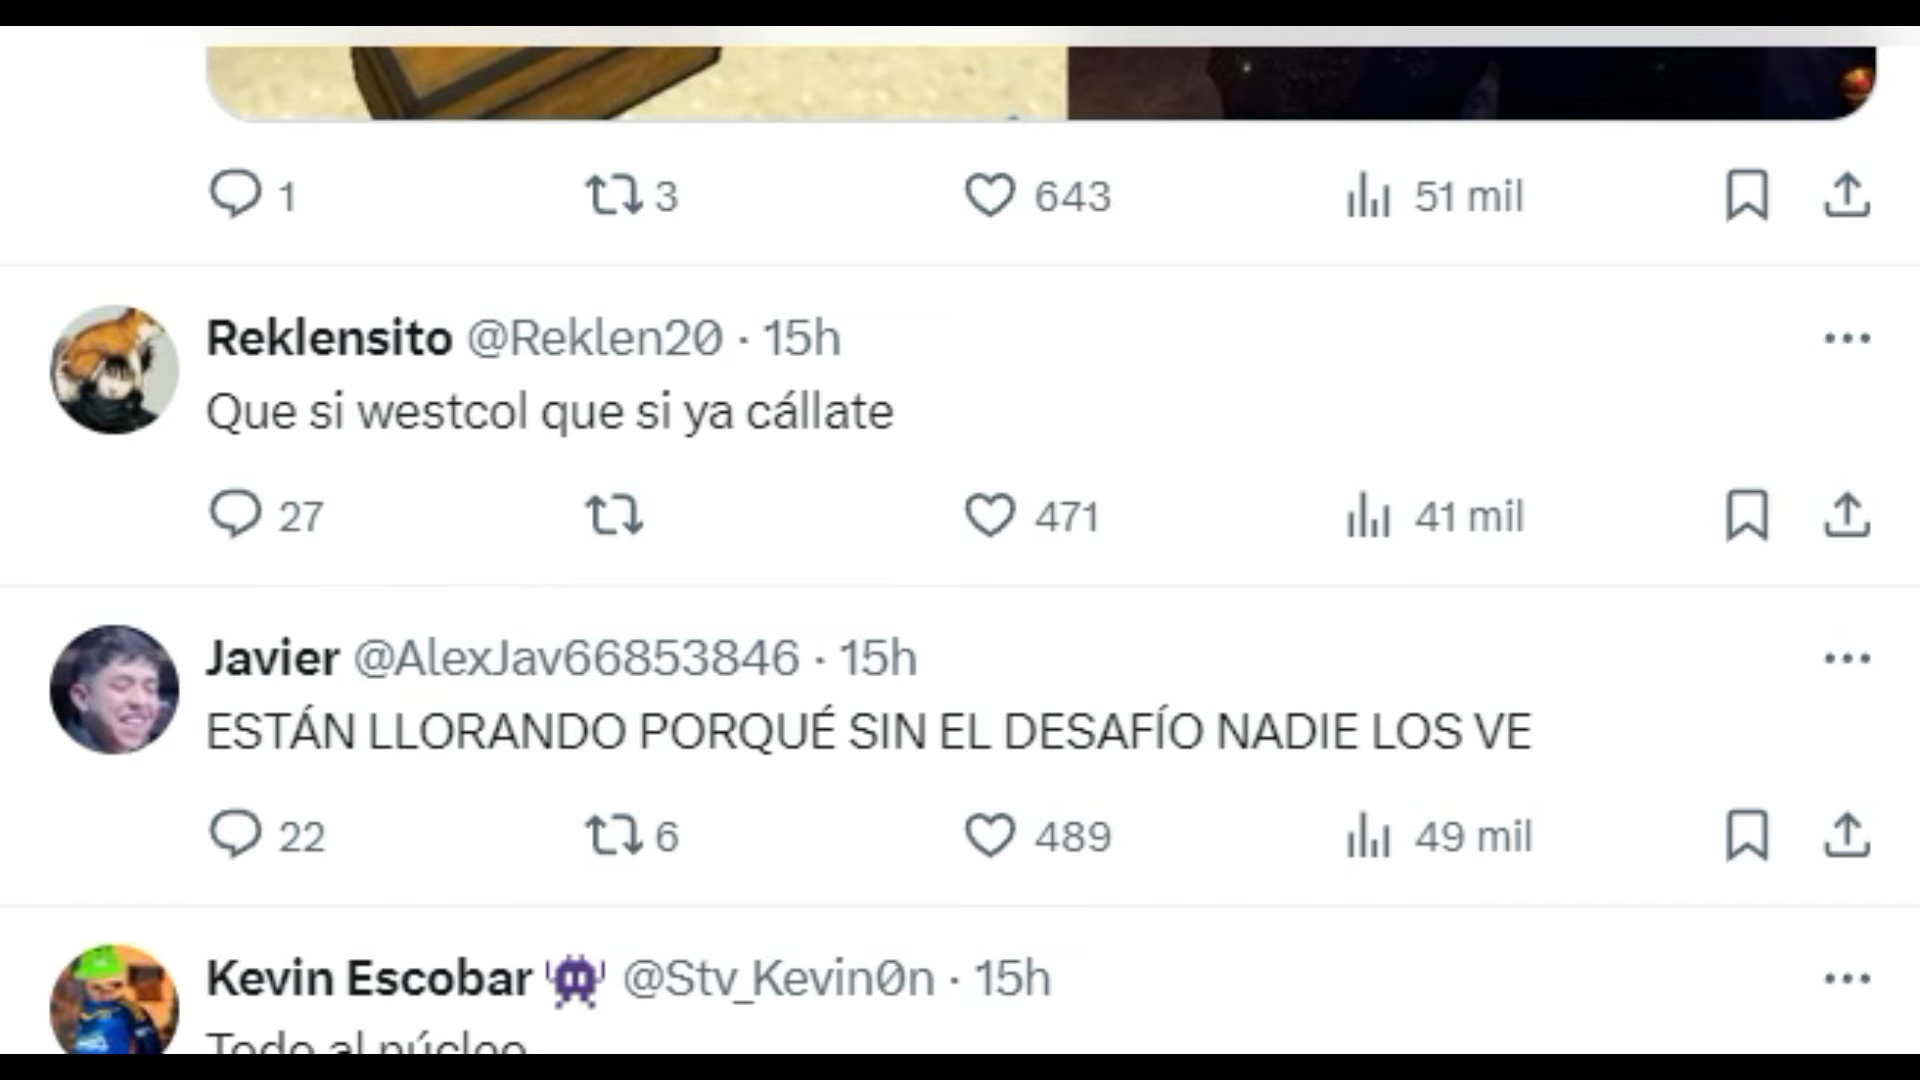 1 3 643 51 mil
Reklensito @Reklen20 · 15h
Que si westcol que si ya cállate
27 471 41 mil
Javier @AlexJav66853846 · 15h
ESTÁN LLORANDO PORQUÉ SIN EL DESAFÍO NADIE LOS VE
22 6 489 49 mil
Kevin Escobar 👾 @Stv_Kevin0n · 15h
Todo al núcleo